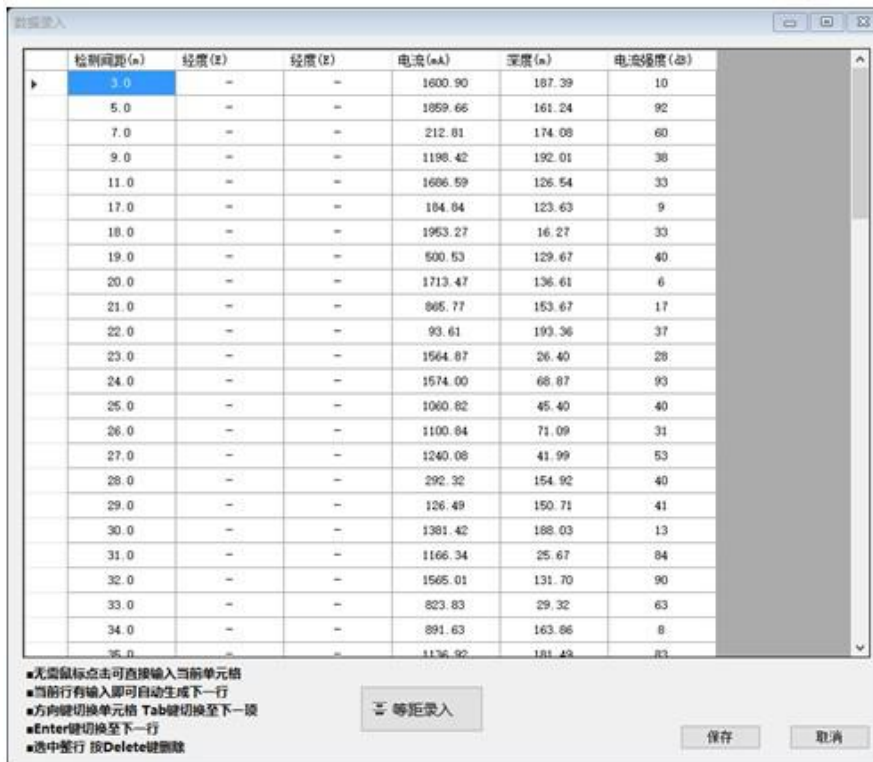 数据录入
检测间距(m) 经度(E) 经度(E) 电流(mA) 深度(m) 电流强度(dB)
3.0 - - 1600.90 187.39 10
5.0 - - 1859.66 161.24 92
7.0 - - 212.81 174.08 60
9.0 - - 1198.42 192.01 38
11.0 - - 1686.59 126.54 33
17.0 - - 184.84 123.63 9
18.0 - - 1953.27 16.27 33
19.0 - - 500.53 129.67 40
20.0 - - 1713.47 136.61 6
21.0 - - 865.77 153.67 17
22.0 - - 93.61 193.36 37
23.0 - - 1564.87 26.40 28
24.0 - - 1574.00 68.87 93
25.0 - - 1060.82 45.40 40
26.0 - - 1100.84 71.09 31
27.0 - - 1240.08 41.99 53
28.0 - - 292.32 154.92 40
29.0 - - 126.49 150.71 41
30.0 - - 1381.42 188.03 13
31.0 - - 1166.34 25.67 84
32.0 - - 1565.01 131.70 90
33.0 - - 823.83 29.32 63
34.0 - - 891.63 163.86 8
35.0 - - 1136.92 181.49 83
■无需鼠标点击可直接输入当前单元格
■当前行有输入即可自动生成下一行
■方向键切换单元格 Tab键切换至下一项
■Enter键切换至下一行
■选中整行 按Delete键删除
等距录入
保存 取消